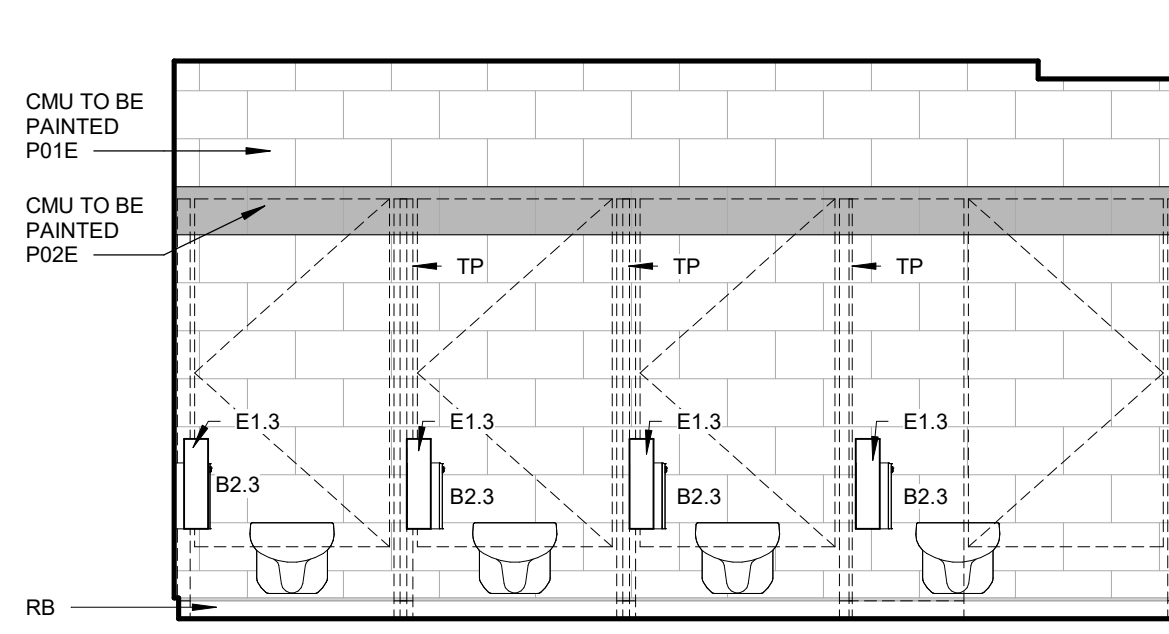 CMU TO BE
PAINTED
P01E
CMU TO BE
PAINTED
P02E
TP
TP
TP
E1.3
E1.3
E1.3
E1.3
B2.3
B2.3
B2.3
B2.3
RB